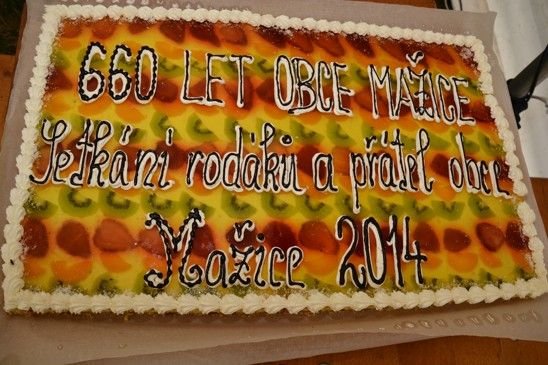 660 LET OBCE MAŽICE
Setkání rodáků a přátel obce
Mažice 2014